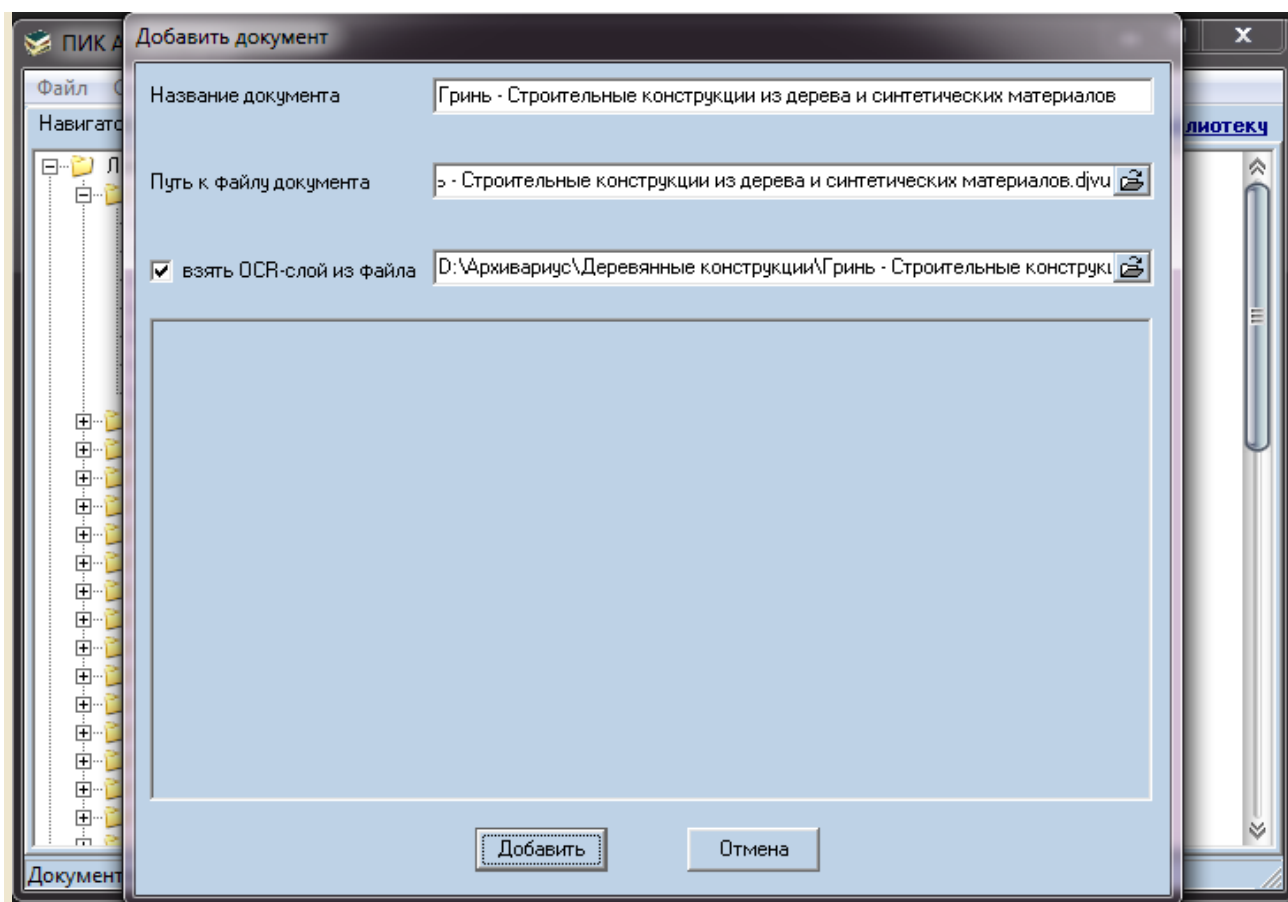 ПИК А
Добавить документ
X
Файл
Навигато
лиотеку
Л
Название документа
Гринь - Строительные конструкции из дерева и синтетических материалов
Путь к файлу документа
ь - Строительные конструкции из дерева и синтетических материалов.djvu
взять OCR-слой из файла
D:\Архивариус\Деревянные конструкции\Гринь - Строительные конструкц
Добавить
Отмена
Документ